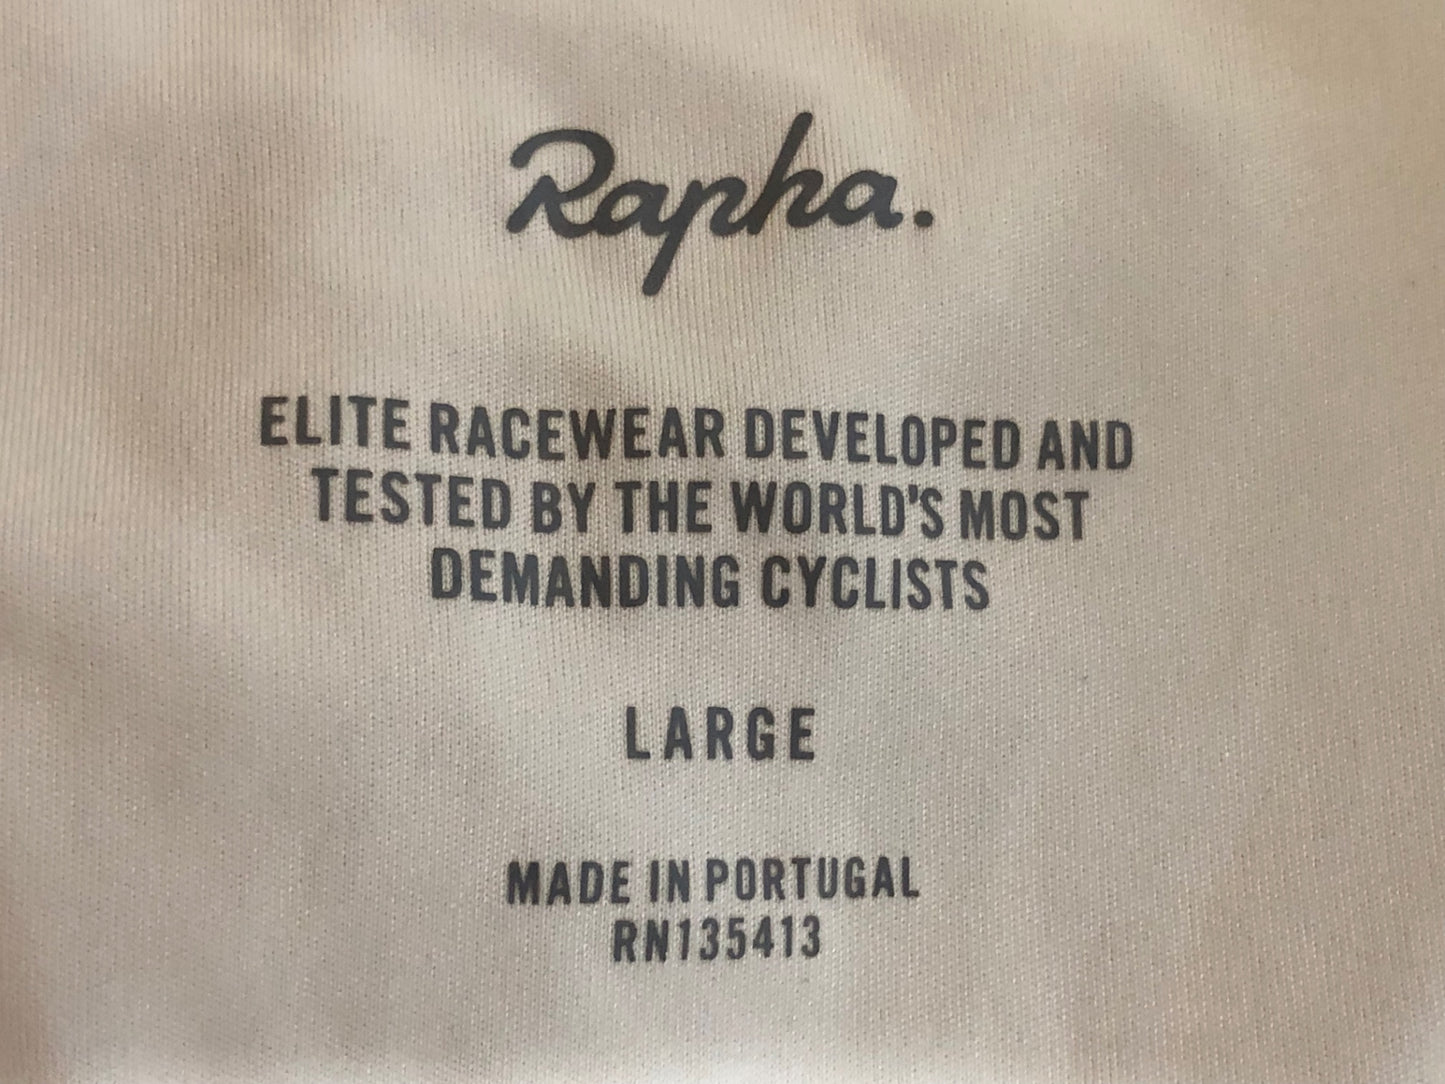 Rapha.
ELITE RACEWEAR DEVELOPED AND
TESTED BY THE WORLD'S MOST
DEMANDING CYCLISTS
LARGE
MADE IN PORTUGAL
RN135413